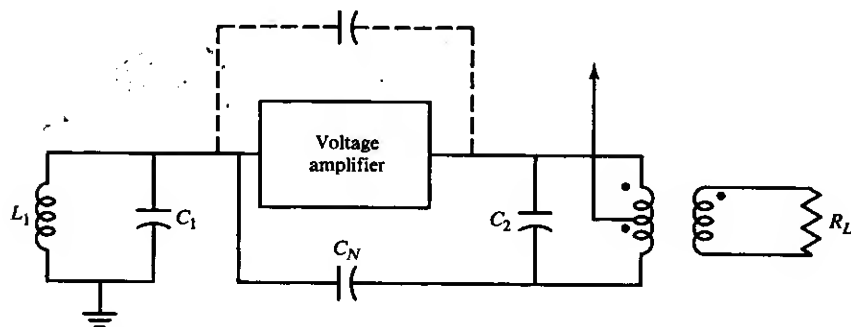 Voltage
amplifier
L1
C1
C2
CN
RL